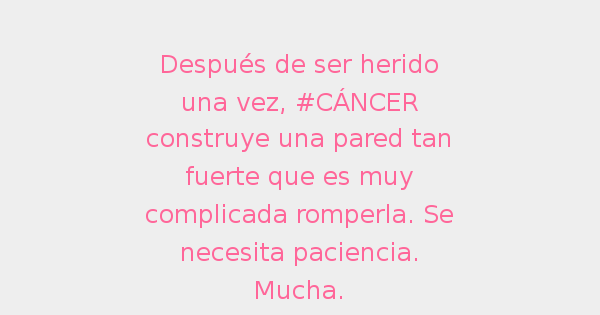 Después de ser herido
una vez, #CÁNCER
construye una pared tan
fuerte que es muy
complicada romperla. Se
necesita paciencia.
Mucha.